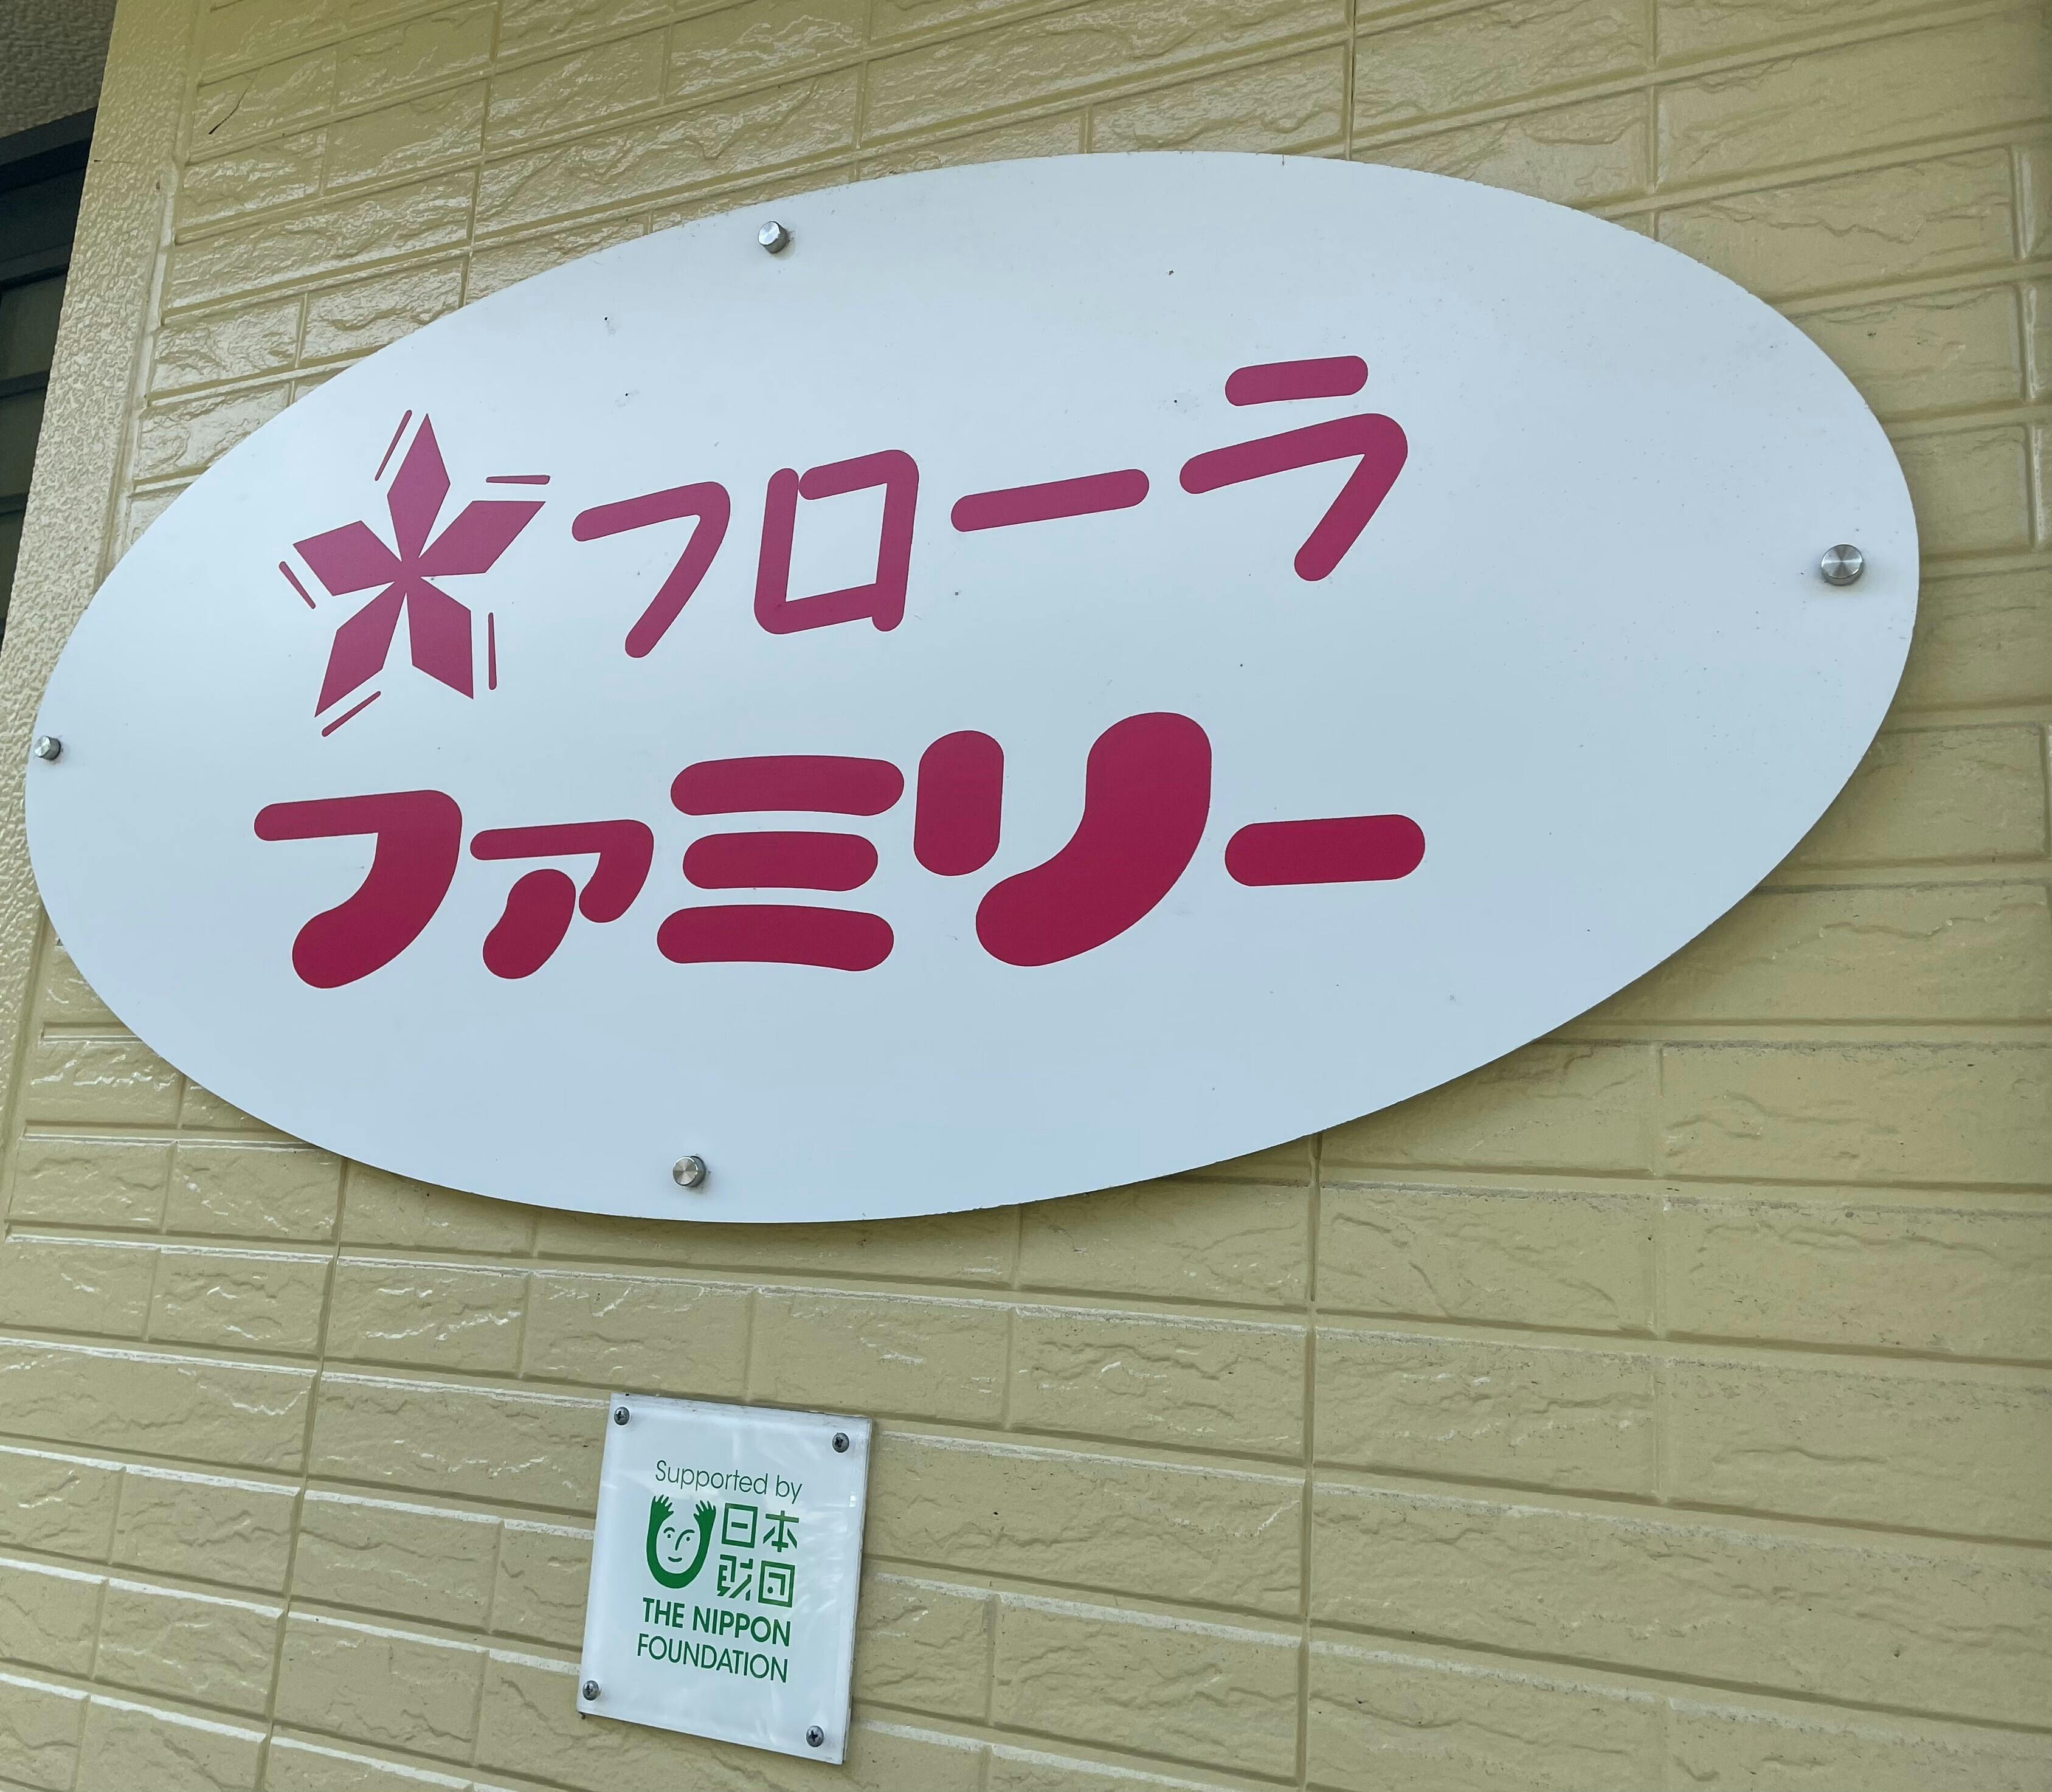 フローラ
ファミリー
Supported by
日本
財団
THE NIPPON
FOUNDATION